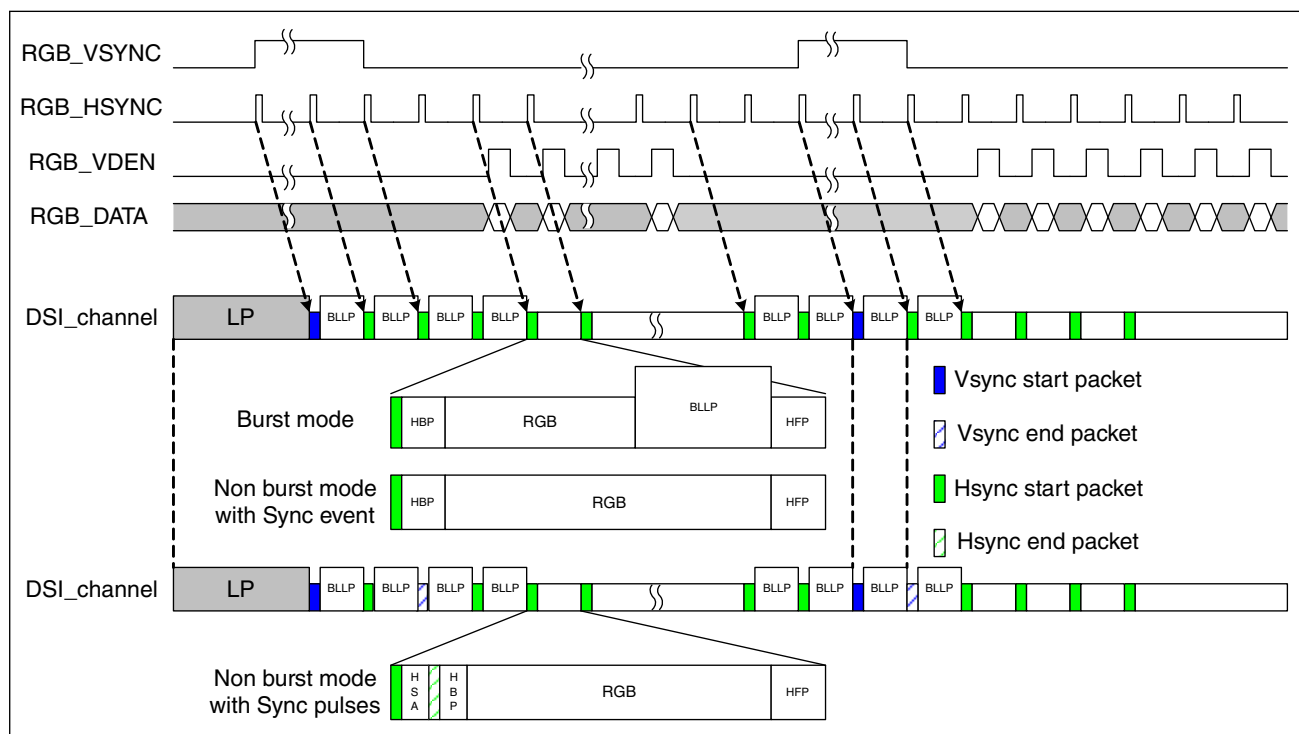 RGB_VSYNC
RGB_HSYNC
RGB_VDEN
RGB_DATA
DSI_channel LP BLLP BLLP BLLP BLLP BLLP BLLP BLLP BLLP
Vsync start packet
Burst mode HBP RGB BLLP HFP
Vsync end packet
Non burst mode
with Sync event
HBP RGB HFP
Hsync start packet
Hsync end packet
DSI_channel LP BLLP BLLP BLLP BLLP BLLP BLLP BLLP BLLP
Non burst mode
with Sync pulses
HSA HBP RGB HFP